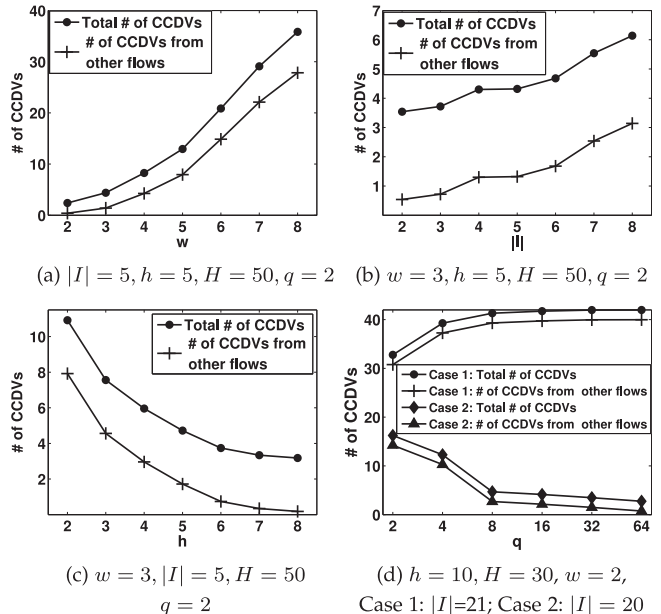 40
30
20
10
0
# of CCDVs
Total # of CCDVs
# of CCDVs from
other flows
2 3 4 5 6 7 8
w
(a) |I| = 5, h = 5, H = 50, q = 2
7
6
5
4
3
2
1
# of CCDVs
Total # of CCDVs
# of CCDVs from
other flows
2 3 4 5 6 7 8
|I|
(b) w = 3, h = 5, H = 50, q = 2
10
8
6
4
2
# of CCDVs
Total # of CCDVs
# of CCDVs from
other flows
2 3 4 5 6 7 8
h
(c) w = 3, |I| = 5, H = 50
q = 2
40
30
20
10
0
# of CCDVs
Case 1: Total # of CCDVs
Case 1: # of CCDVs from other flows
Case 2: Total # of CCDVs
Case 2: # of CCDVs from other flows
2 4 8 16 32 64
q
(d) h = 10, H = 30, w = 2,
Case 1: |I|=21; Case 2: |I| = 20